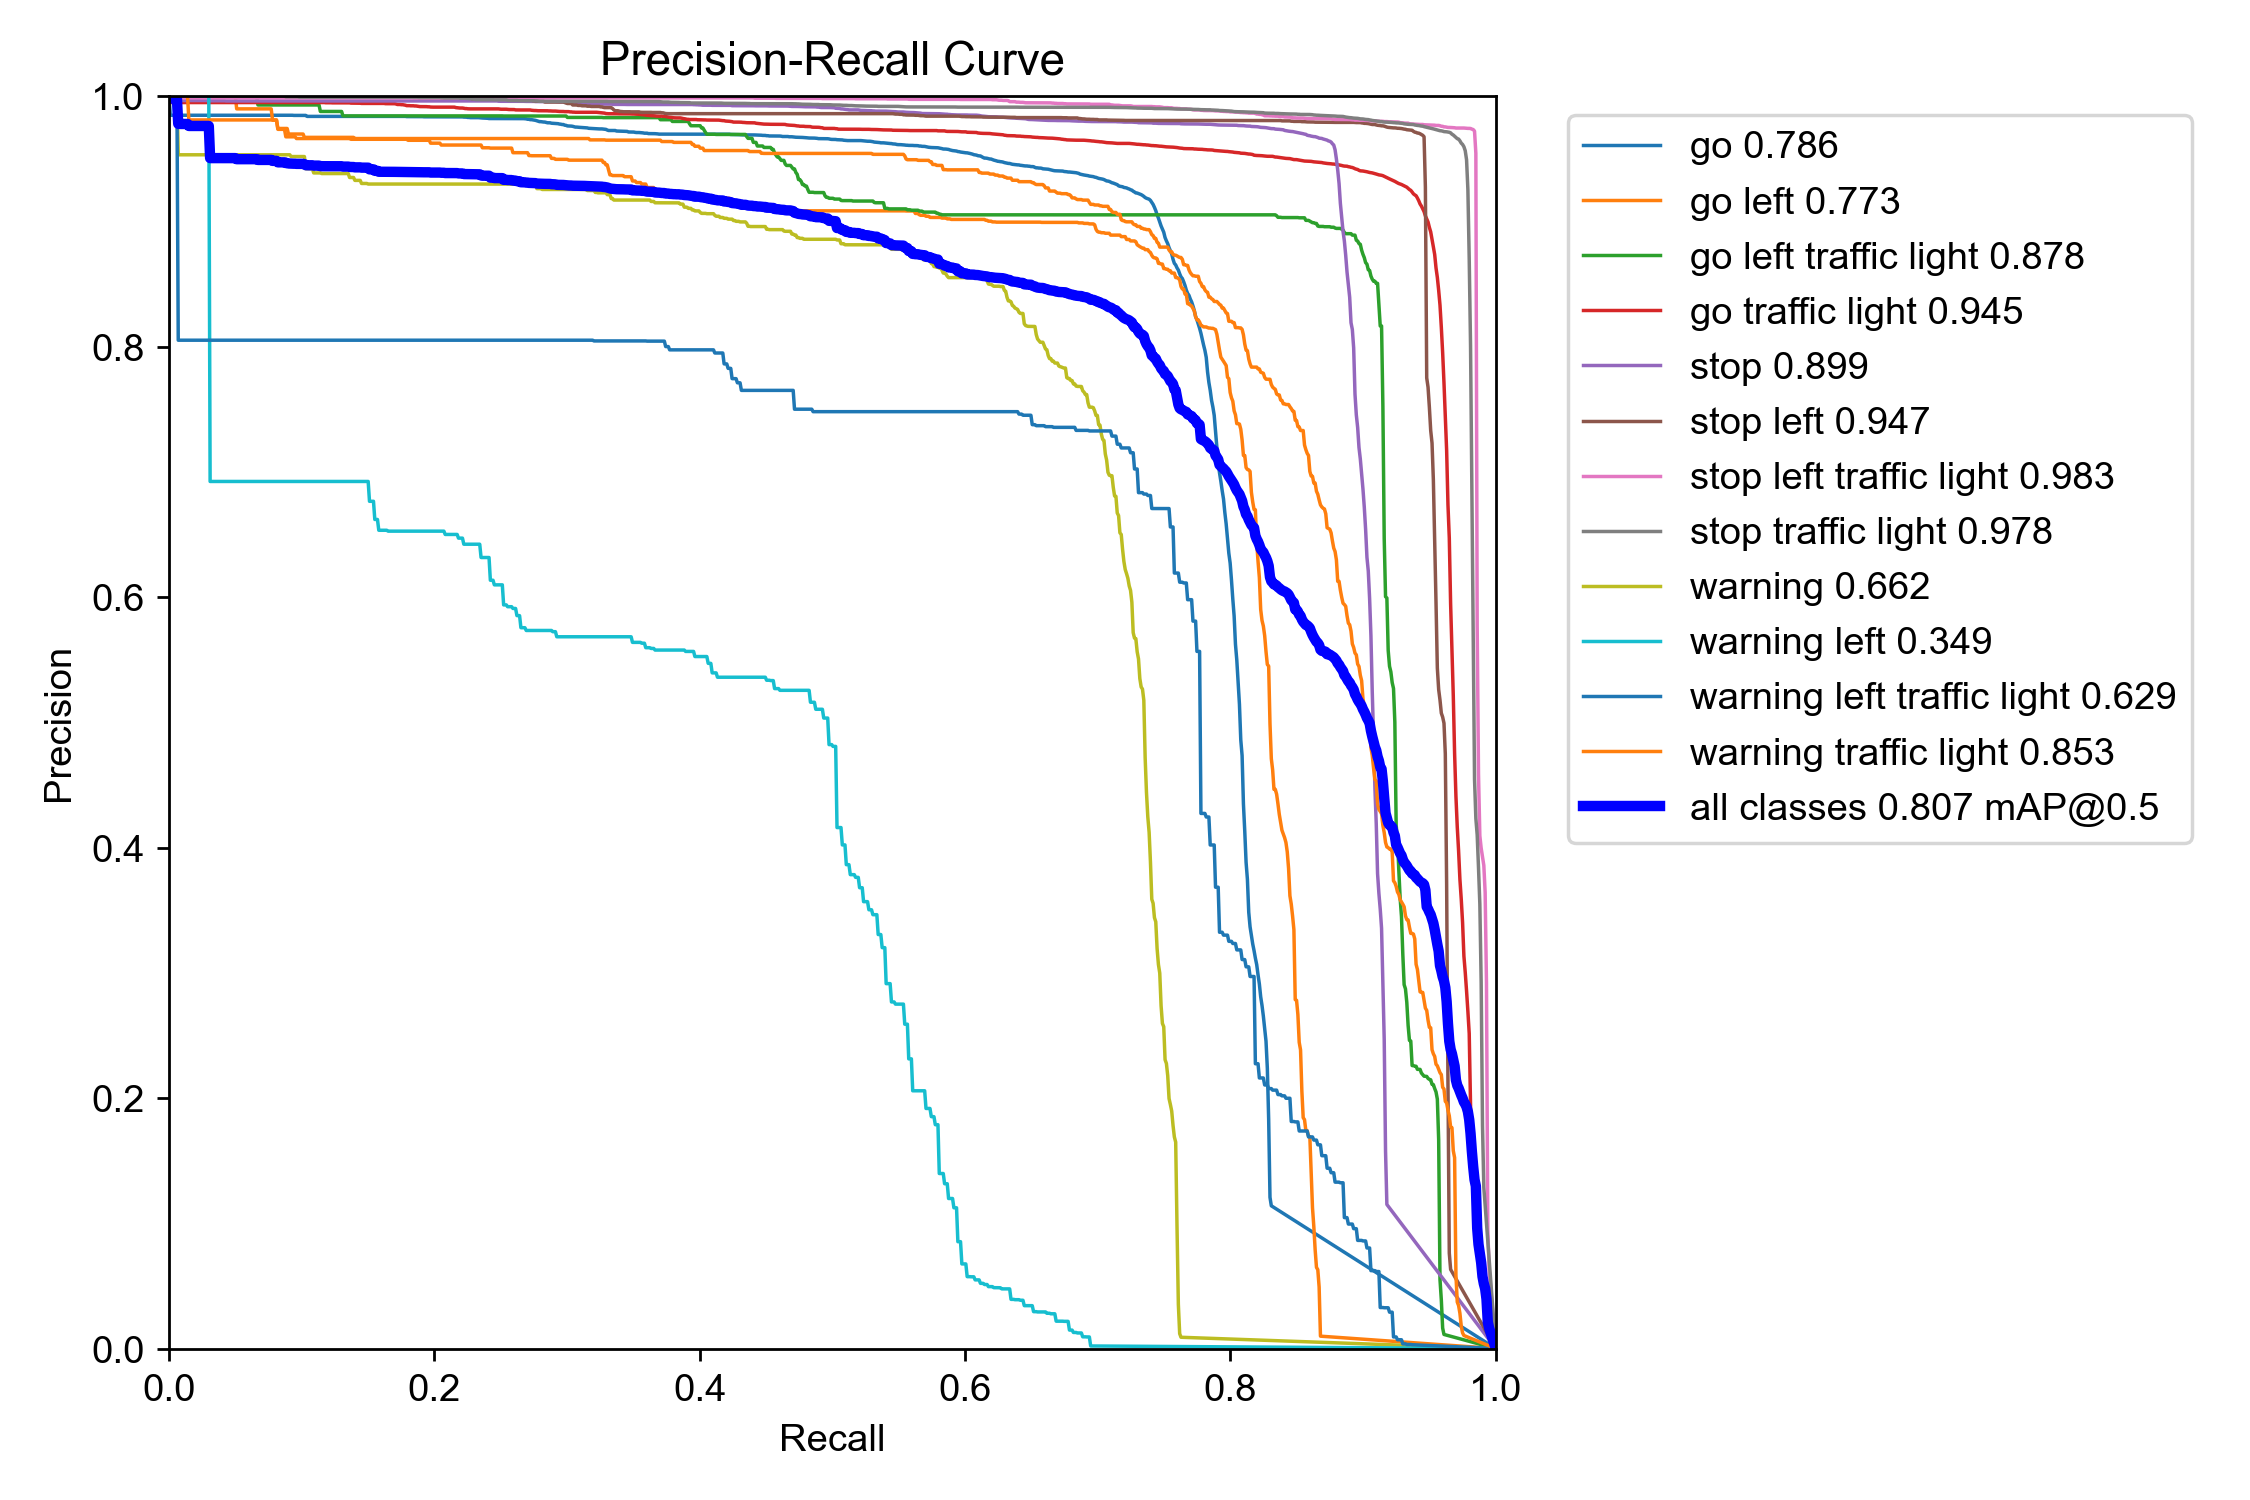 Precision-Recall Curve
1.0
0.8
0.6
0.4
0.2
0.0
Precision
0.0 0.2 0.4 0.6 0.8 1.0
Recall
go 0.786
go left 0.773
go left traffic light 0.878
go traffic light 0.945
stop 0.899
stop left 0.947
stop left traffic light 0.983
stop traffic light 0.978
warning 0.662
warning left 0.349
warning left traffic light 0.629
warning traffic light 0.853
all classes 0.807 mAP@0.5